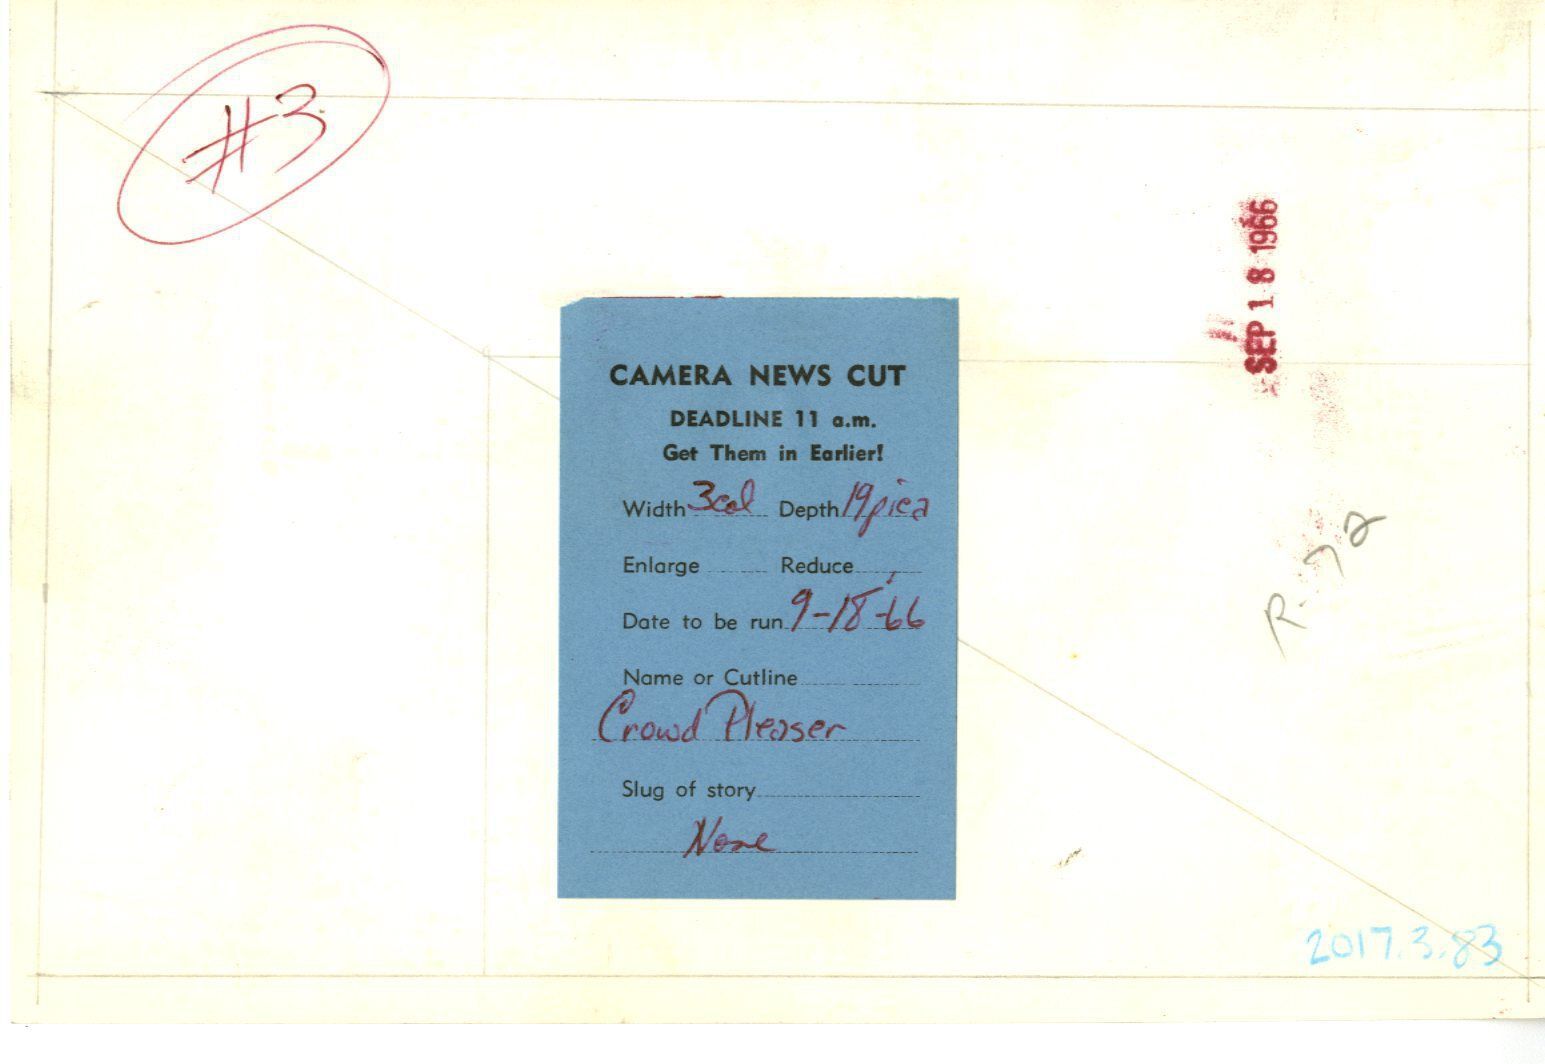 #3
SEP 18 1966
CAMERA NEWS CUT
DEADLINE 11 a.m.
Get Them in Earlier!
Width 3col Depth 19pica
Enlarge Reduce
Date to be run 9-18-66
Name or Cutline
Crowd Pleaser
Slug of story
None
R-72
2017.3.83